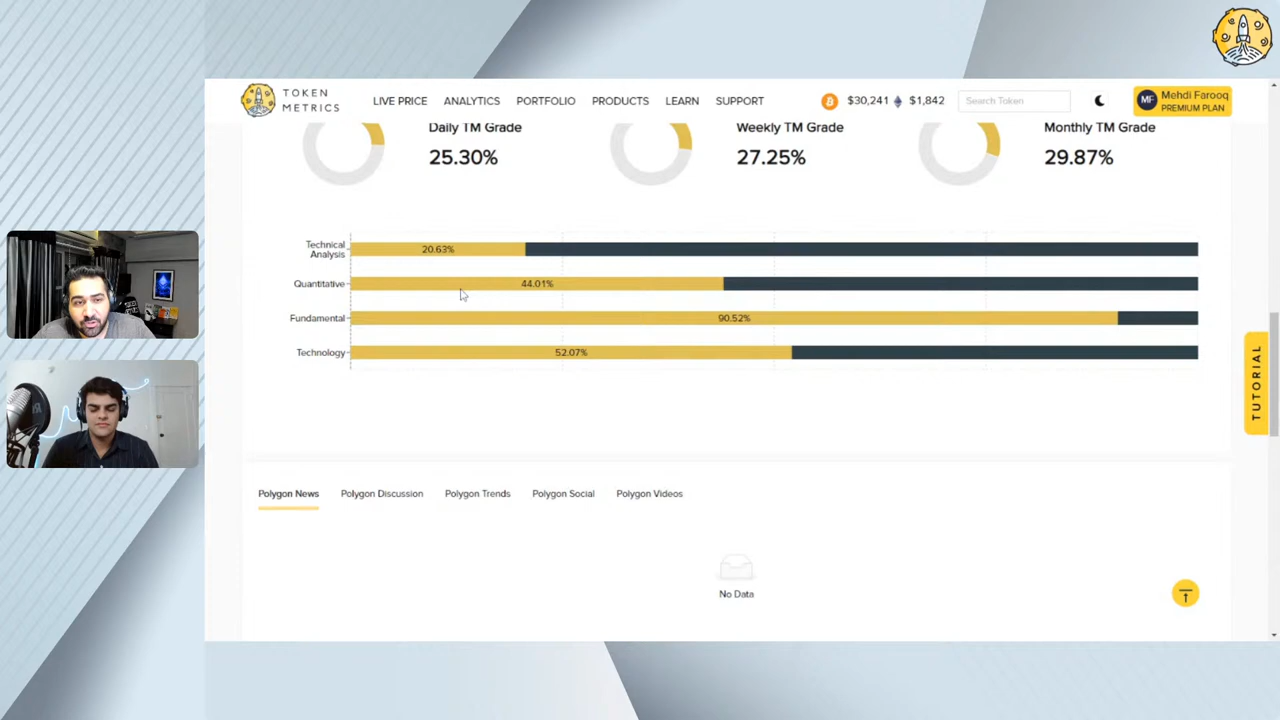 TOKEN
METRICS
LIVE PRICE
ANALYTICS
PORTFOLIO
PRODUCTS
LEARN
SUPPORT
$30,241
$1,842
Search Token
MF
Mehdi Farooq
PREMIUM PLAN
Daily TM Grade
25.30%
Weekly TM Grade
27.25%
Monthly TM Grade
29.87%
Technical
Analysis
20.63%
Quantitative
44.01%
Fundamental
90.52%
Technology
52.07%
TUTORIAL
Polygon News
Polygon Discussion
Polygon Trends
Polygon Social
Polygon Videos
No Data